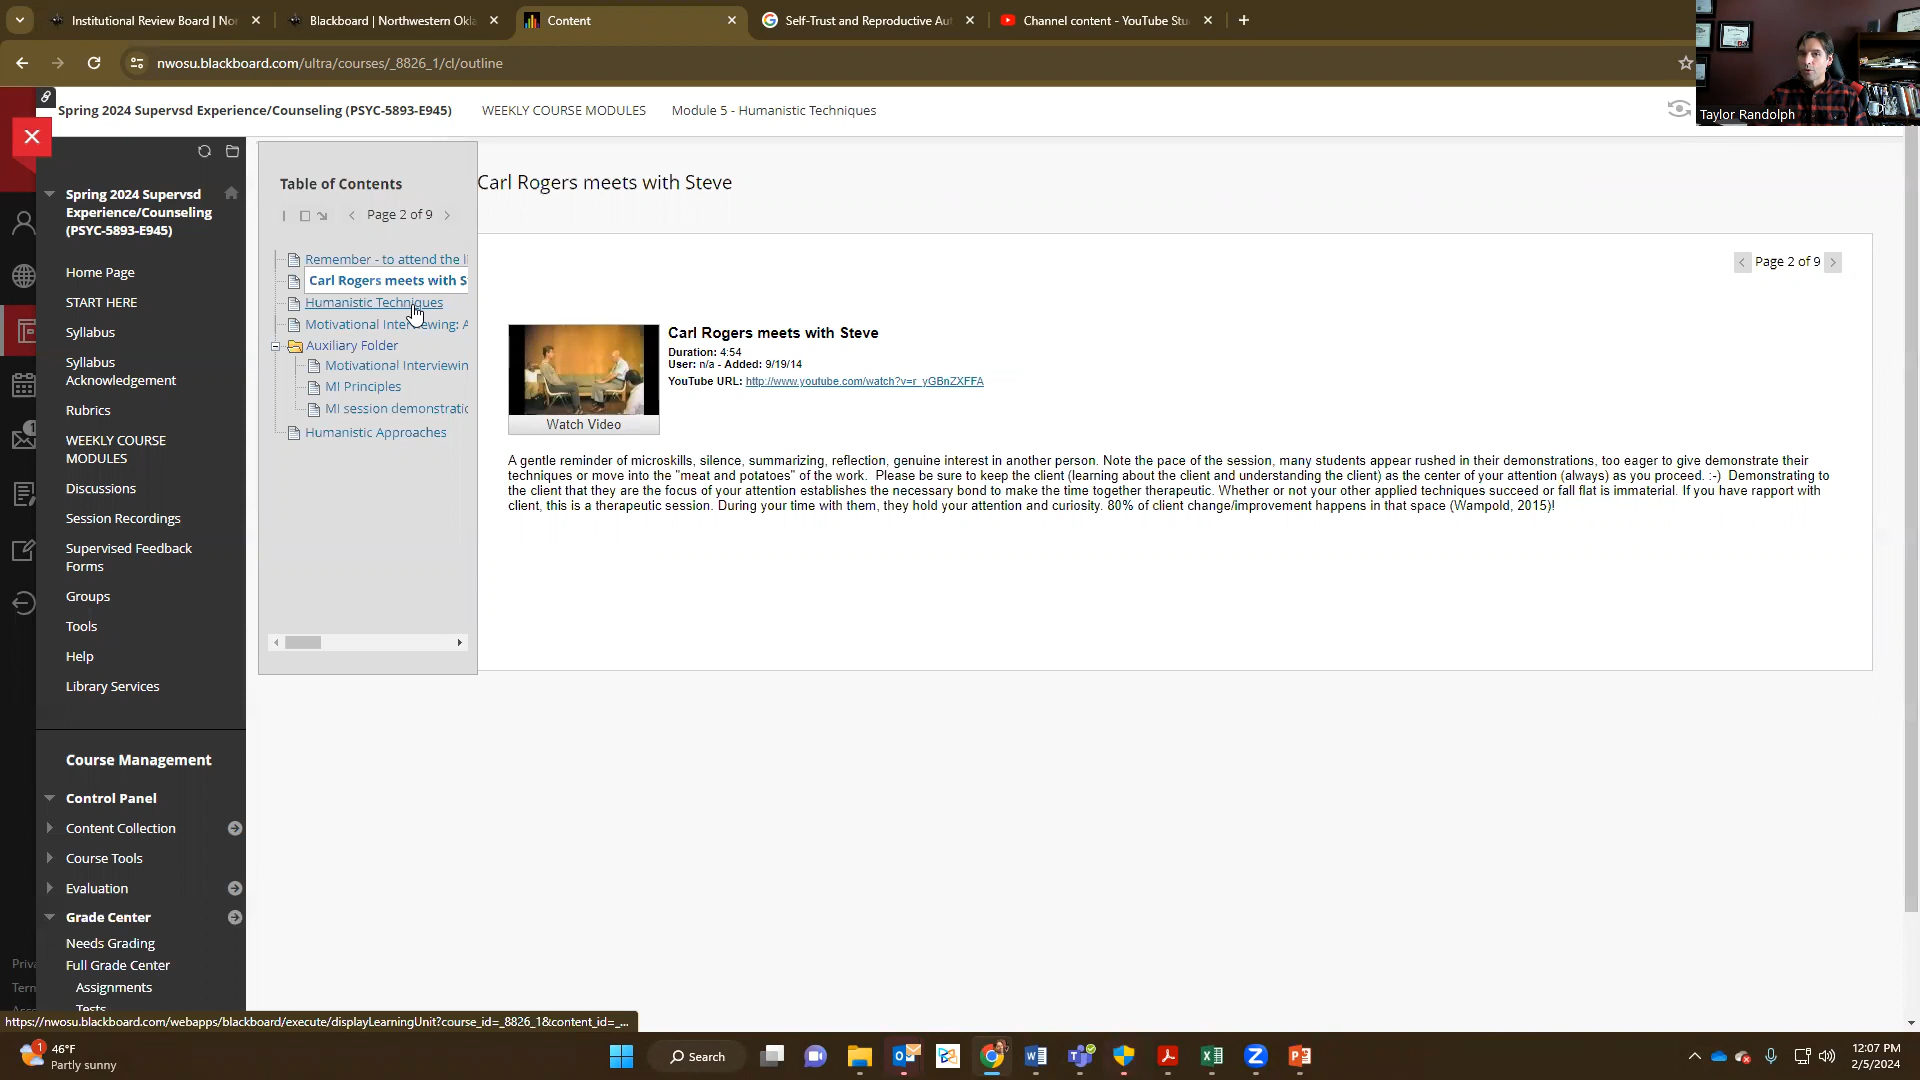 Institutional Review Board | No
Blackboard | Northwestern Okla
Content
Self-Trust and Reproductive Au
Channel content - YouTube Stu
nwosu.blackboard.com/ultra/courses/_8826_1/cl/outline
Taylor Randolph
Spring 2024 Supervsd Experience/Counseling (PSYC-5893-E945)
WEEKLY COURSE MODULES
Module 5 - Humanistic Techniques
Spring 2024 Supervsd
Experience/Counseling
(PSYC-5893-E945)
Home Page
START HERE
Syllabus
Syllabus
Acknowledgement
Rubrics
WEEKLY COURSE
MODULES
Discussions
Session Recordings
Supervised Feedback
Forms
Groups
Tools
Help
Library Services
Course Management
Control Panel
Content Collection
Course Tools
Evaluation
Grade Center
Needs Grading
Full Grade Center
Assignments
Tests
1
Priva
Term
Table of Contents
Page 2 of 9
Remember - to attend the li
Carl Rogers meets with S
Humanistic Techniques
Motivational Interviewing: A
Auxiliary Folder
Motivational Interviewin
MI Principles
MI session demonstratio
Humanistic Approaches
Carl Rogers meets with Steve
Page 2 of 9
Carl Rogers meets with Steve
Duration: 4:54
User: n/a - Added: 9/19/14
YouTube URL: http://www.youtube.com/watch?v=r_yGBnZXFFA
Watch Video
A gentle reminder of microskills, silence, summarizing, reflection, genuine interest in another person. Note the pace of the session, many students appear rushed in their demonstrations, too eager to give demonstrate their
techniques or move into the "meat and potatoes" of the work. Please be sure to keep the client (learning about the client and understanding the client) as the center of your attention (always) as you proceed. :-) Demonstrating to
the client that they are the focus of your attention establishes the necessary bond to make the time together therapeutic. Whether or not your other applied techniques succeed or fall flat is immaterial. If you have rapport with
client, this is a therapeutic session. During your time with them, they hold your attention and curiosity. 80% of client change/improvement happens in that space (Wampold, 2015)!
https://nwosu.blackboard.com/webapps/blackboard/execute/displayLearningUnit?course_id=_8826_1&content_id=_...
1
46°F
Partly sunny
Search
12:07 PM
2/5/2024